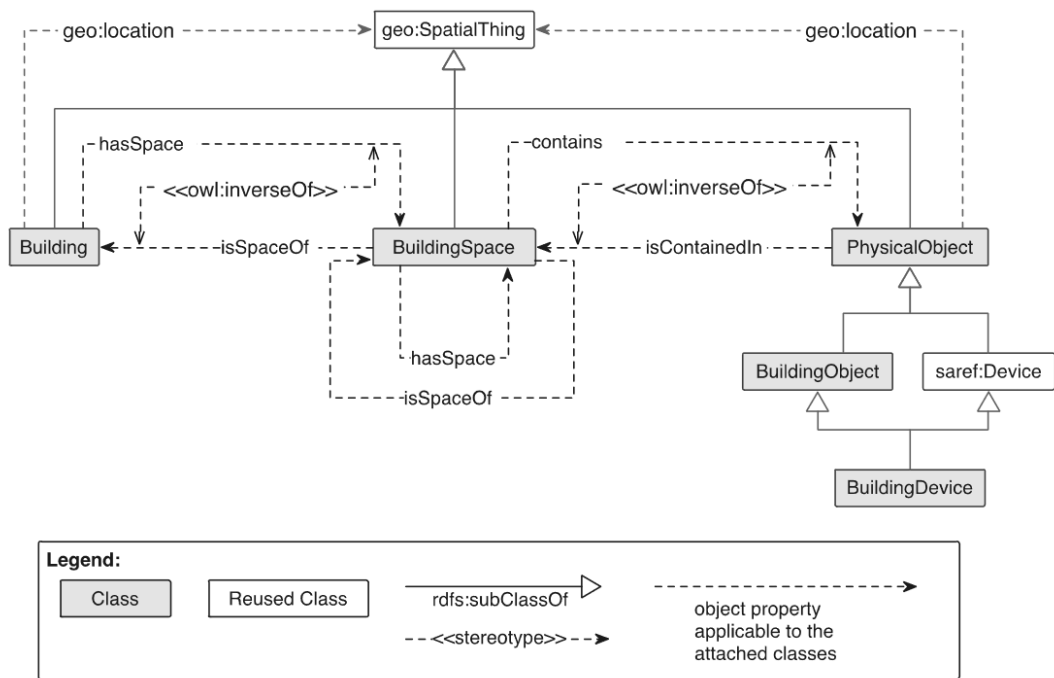 geo:location
geo:SpatialThing
geo:location
hasSpace
contains
<<owl:inverseOf>>
<<owl:inverseOf>>
Building
isSpaceOf
BuildingSpace
isContainedIn
PhysicalObject
hasSpace
isSpaceOf
BuildingObject
saref:Device
BuildingDevice
Legend:
Class
Reused Class
rdfs:subClassOf
<<stereotype>>
object property
applicable to the
attached classes